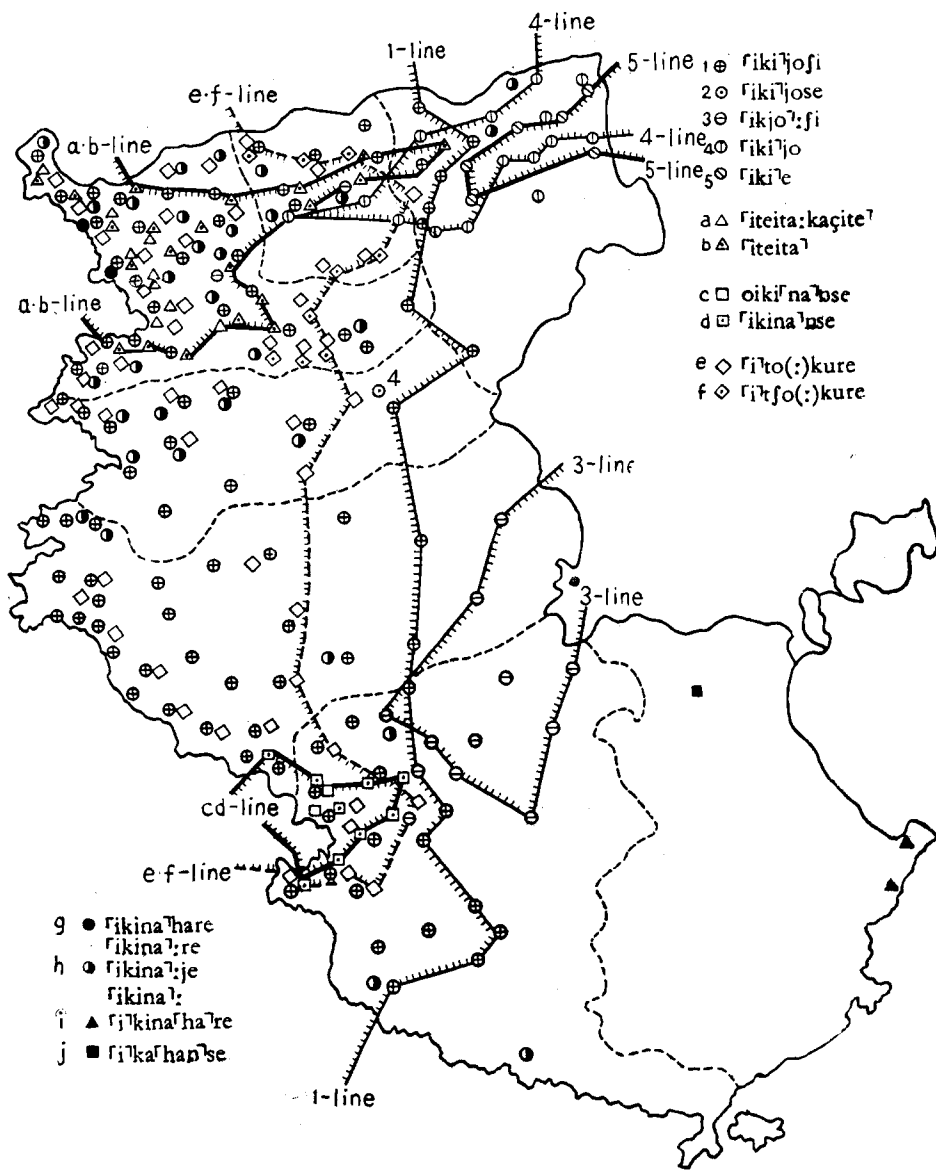 4-line
1-line
5-line
e·f-line
a·b-line
4-line
5-line
1 ⊕ ⌈iki⌉joʃi
2 ⊙ ⌈iki⌉jose
3 ⊖ ⌈ikjo⌉:ʃi
4 ⌽ ⌈iki⌉jo
5 ⦸ ⌈iki⌉e
a △ ⌈iteita:kaçite⌉
b ◬ ⌈iteita⌉
a·b-line
c □ oiki⌈na⌉ɲse
d ⊡ ⌈ikina⌉ɲse
e ◇ ⌈i⌉to(:)kure
f ⟐ ⌈i⌉tʃo(:)kure
4
3-line
3-line
cd-line
e·f-line
g ● ⌈ikina⌉hare
⌈ikina⌉:re
h ◑ ⌈ikina⌉:je
⌈ikina⌉:
i ▲ ⌈i⌉kina⌈ha⌉re
j ■ ⌈i⌉ka⌈haɲ⌉se
1-line